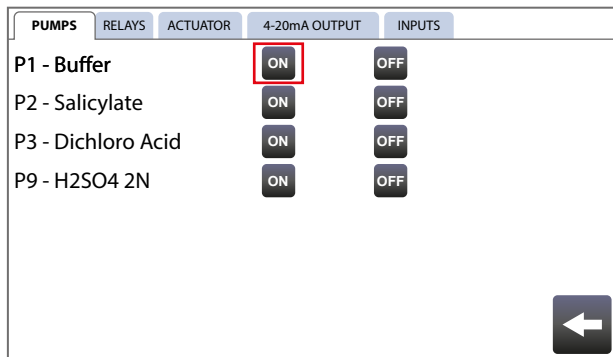 PUMPS RELAYS ACTUATOR 4-20mA OUTPUT INPUTS
P1 - Buffer ON OFF
P2 - Salicylate ON OFF
P3 - Dichloro Acid ON OFF
P9 - H2SO4 2N ON OFF